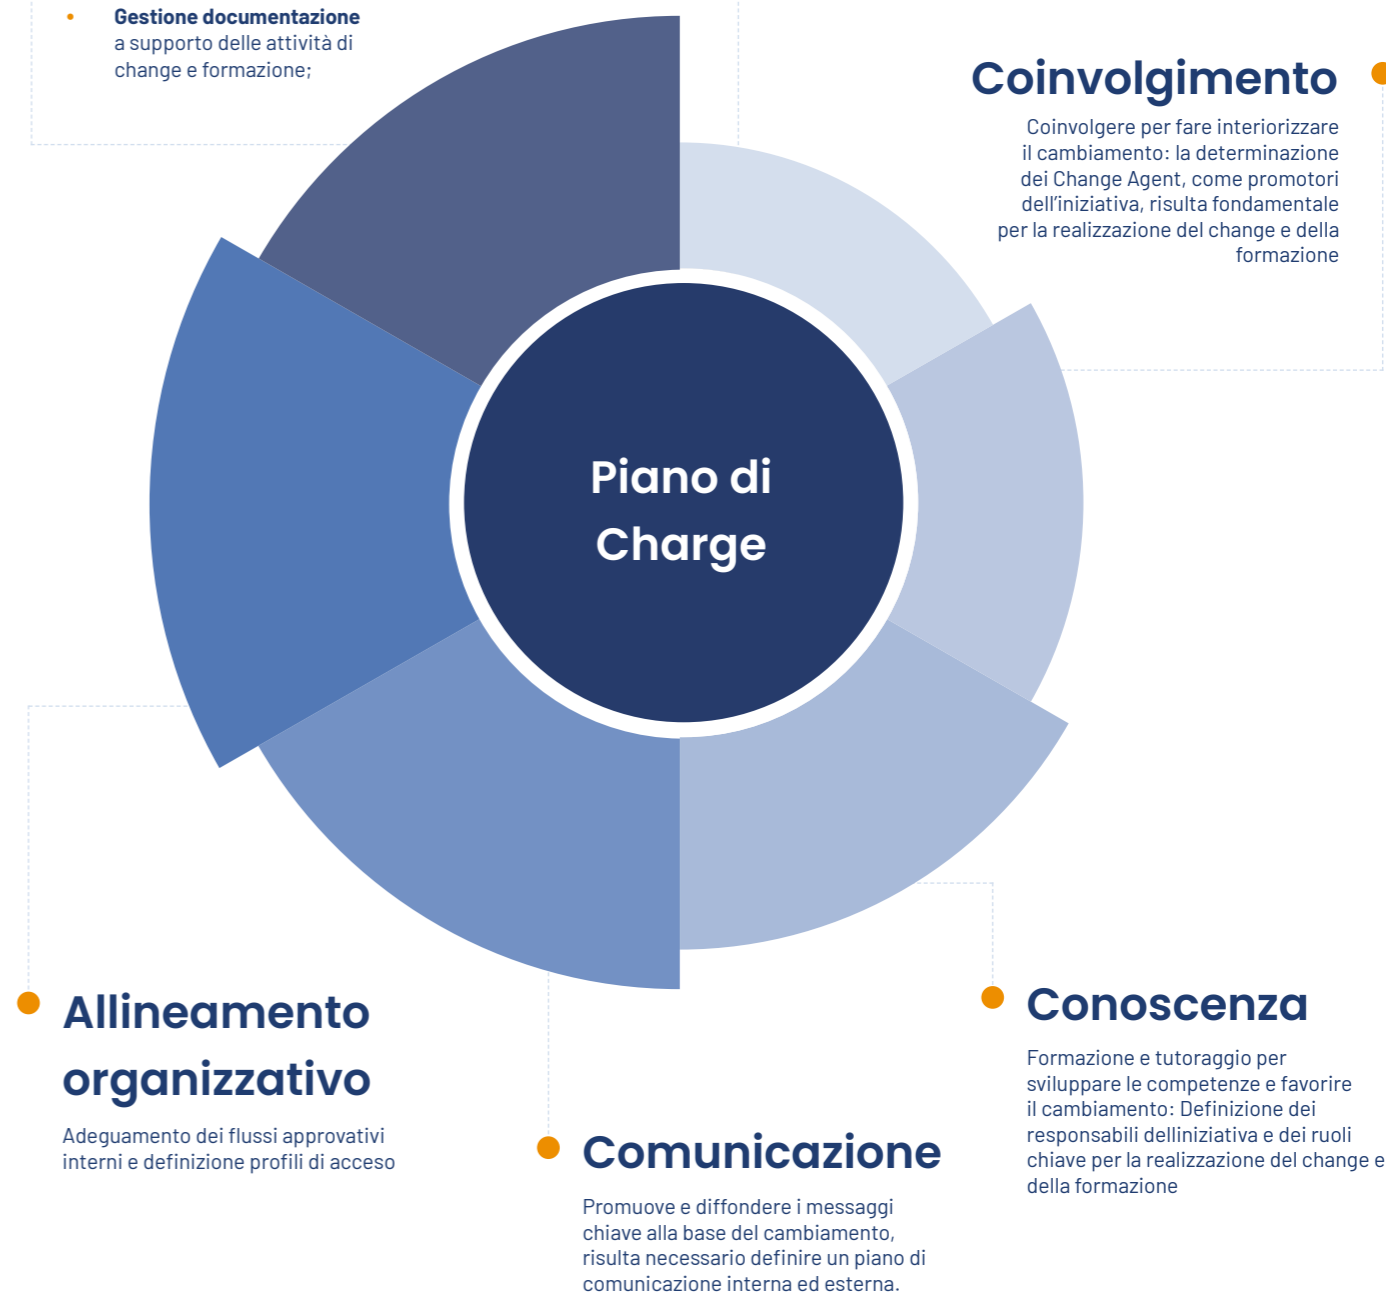 • Gestione documentazione
a supporto delle attività di
change e formazione;
Coinvolgimento
Coinvolgere per fare interiorizzare
il cambiamento: la determinazione
dei Change Agent, come promotori
dell'iniziativa, risulta fondamentale
per la realizzazione del change e della
formazione
Piano di
Charge
Allineamento
organizzativo
Adeguamento dei flussi approvativi
interni e definizione profili di acceso
Comunicazione
Promuove e diffondere i messaggi
chiave alla base del cambiamento,
risulta necessario definire un piano di
comunicazione interna ed esterna.
Conoscenza
Formazione e tutoraggio per
sviluppare le competenze e favorire
il cambiamento: Definizione dei
responsabili delliniziativa e dei ruoli
chiave per la realizzazione del change e
della formazione